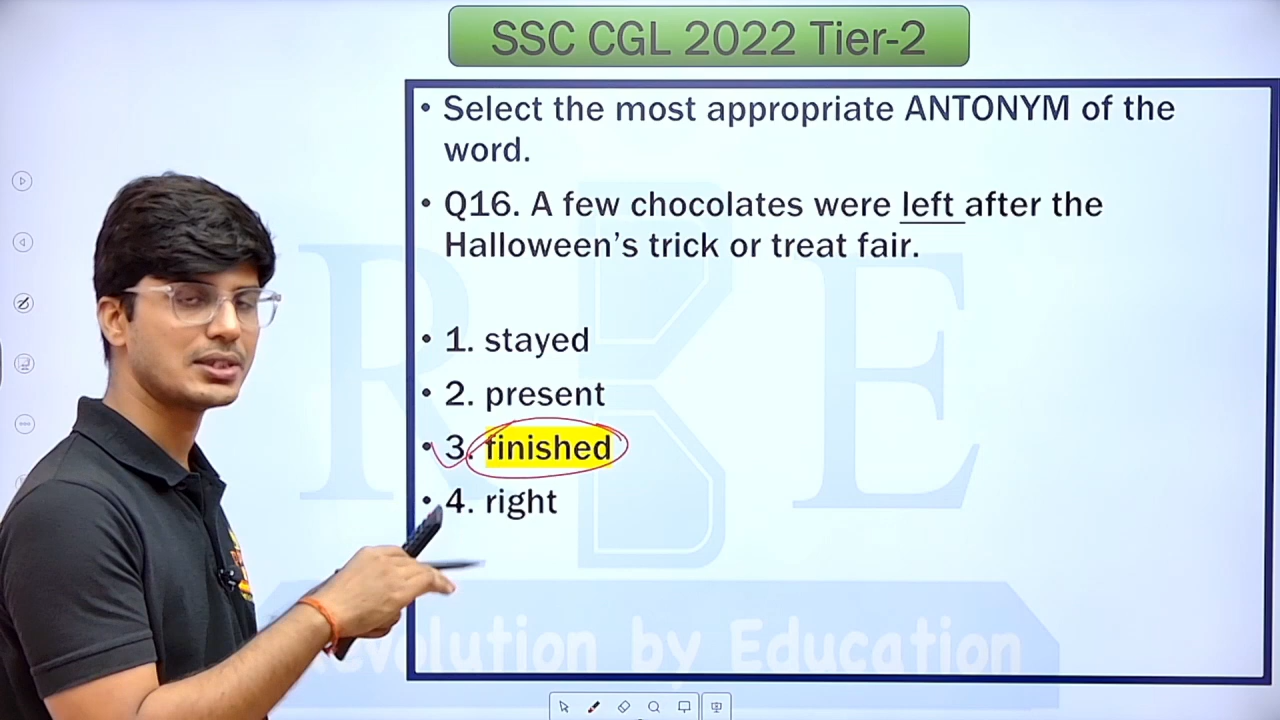 SSC CGL 2022 Tier-2
• Select the most appropriate ANTONYM of the
word.
• Q16. A few chocolates were left after the
Halloween's trick or treat fair.
• 1. stayed
• 2. present
• 3. finished
• 4. right
R B E
Revolution by Education